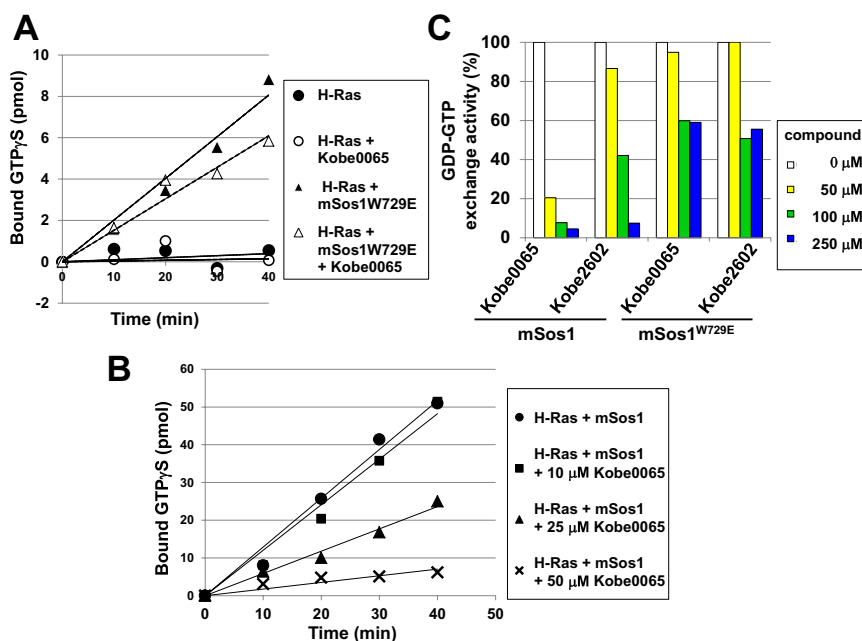 A
Bound GTPγS (pmol)
10
8
6
4
2
0
-2
0 10 20 30 40
Time (min)
H-Ras
H-Ras +
Kobe0065
H-Ras +
mSos1W729E
H-Ras +
mSos1W729E
+ Kobe0065
C
GDP-GTP
exchange activity (%)
100
80
60
40
20
0
Kobe0065
Kobe2602
Kobe0065
Kobe2602
mSos1
mSos1W729E
compound
0 μM
50 μM
100 μM
250 μM
B
Bound GTPγS (pmol)
60
50
40
30
20
10
0
0 10 20 30 40 50
Time (min)
H-Ras + mSos1
H-Ras + mSos1
+ 10 μM Kobe0065
H-Ras + mSos1
+ 25 μM Kobe0065
H-Ras + mSos1
+ 50 μM Kobe0065